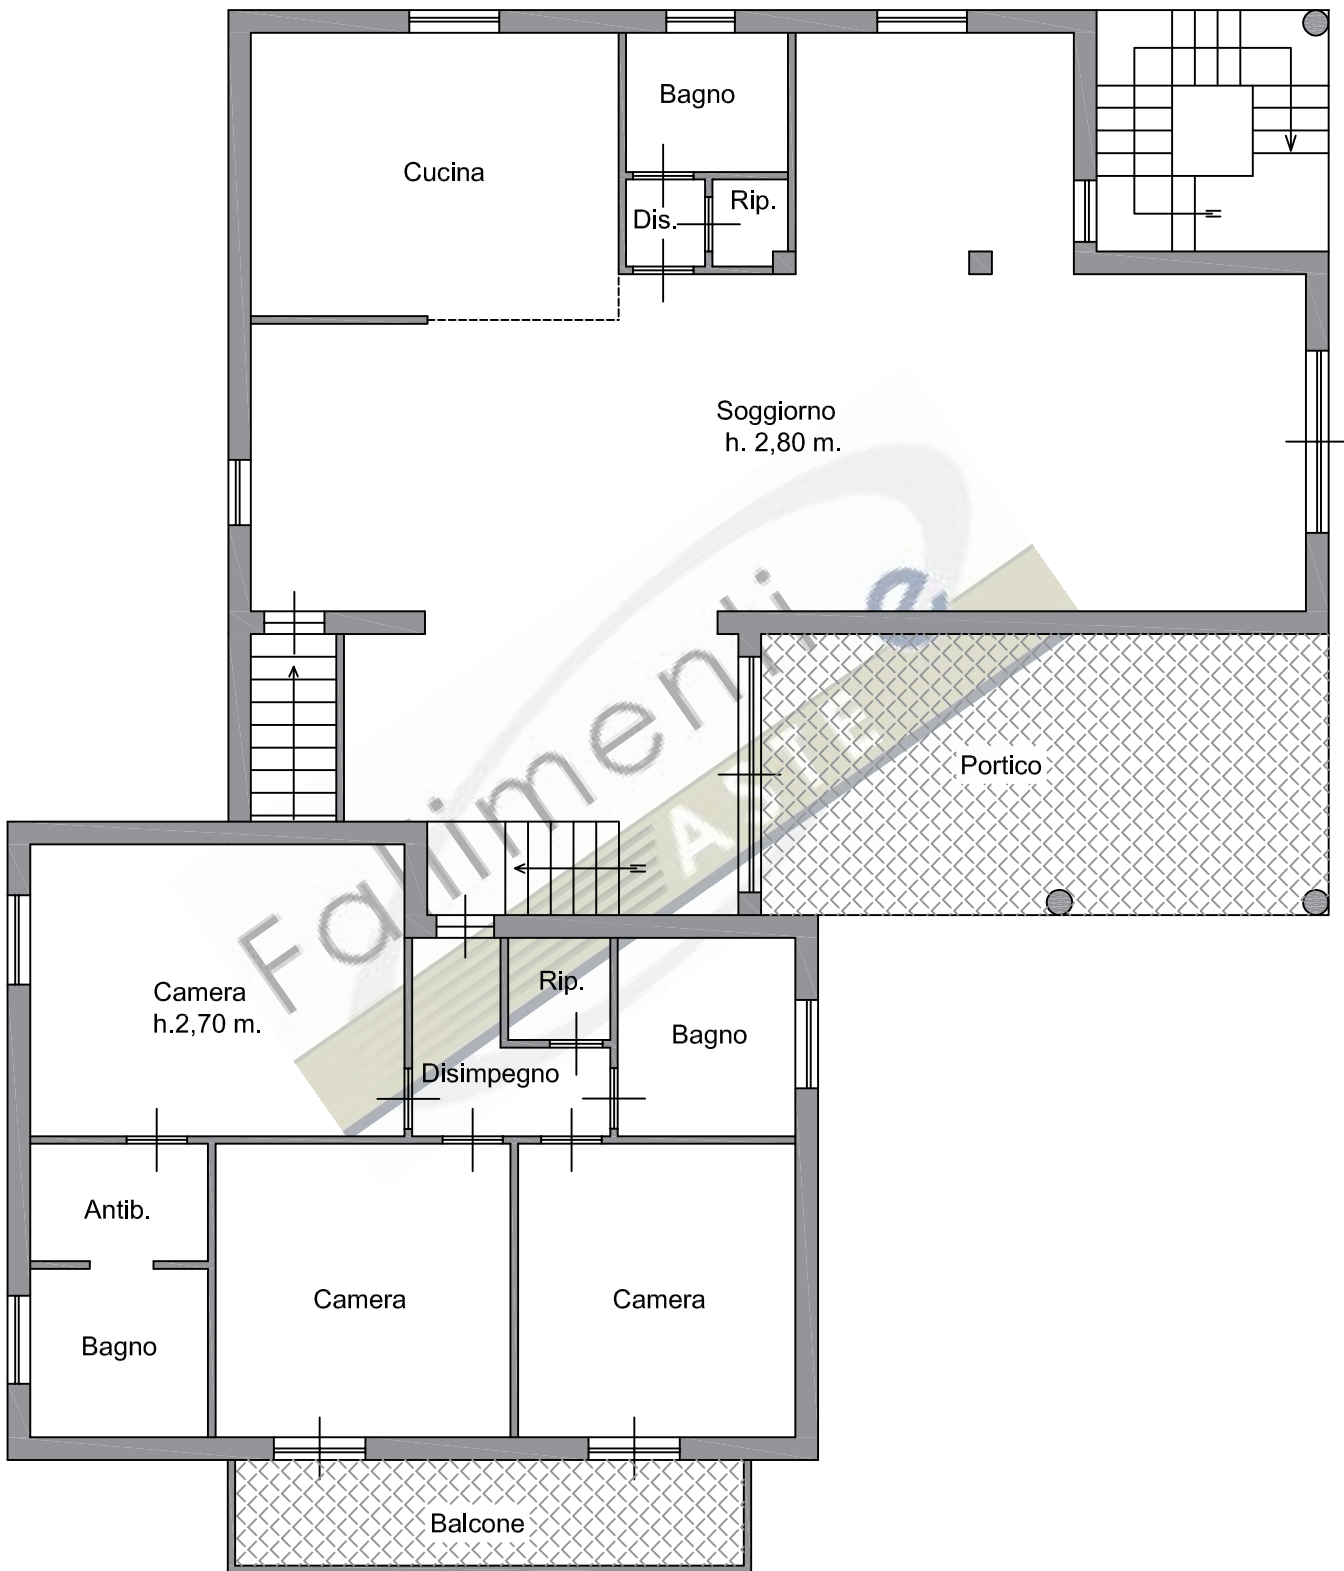 Bagno
Cucina
Rip.
Dis.
Soggiorno
h. 2,80 m.
Fallimenti
e
ASTE
Portico
Rip.
Camera
h.2,70 m.
Bagno
Disimpegno
Antib.
Camera
Camera
Bagno
Balcone